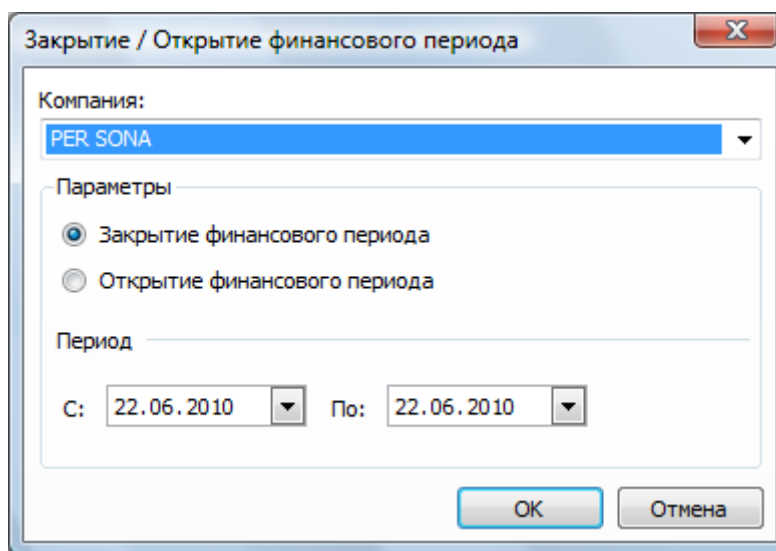 Закрытие / Открытие финансового периода
Компания:
PER SONA
Параметры
Закрытие финансового периода
Открытие финансового периода
Период
С: 22.06.2010 По: 22.06.2010
OK Отмена